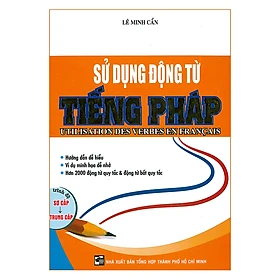 LÊ MINH CẨN
SỬ DỤNG ĐỘNG TỪ
TIẾNG PHÁP
UTILISATION DES VERBES EN FRANÇAIS
• Hướng dẫn dễ hiểu
• Ví dụ minh họa dễ nhớ
• Hơn 2000 động từ quy tắc & động từ bất quy tắc
trình độ
SƠ CẤP
TRUNG CẤP
NHÀ XUẤT BẢN TỔNG HỢP THÀNH PHỐ HỒ CHÍ MINH